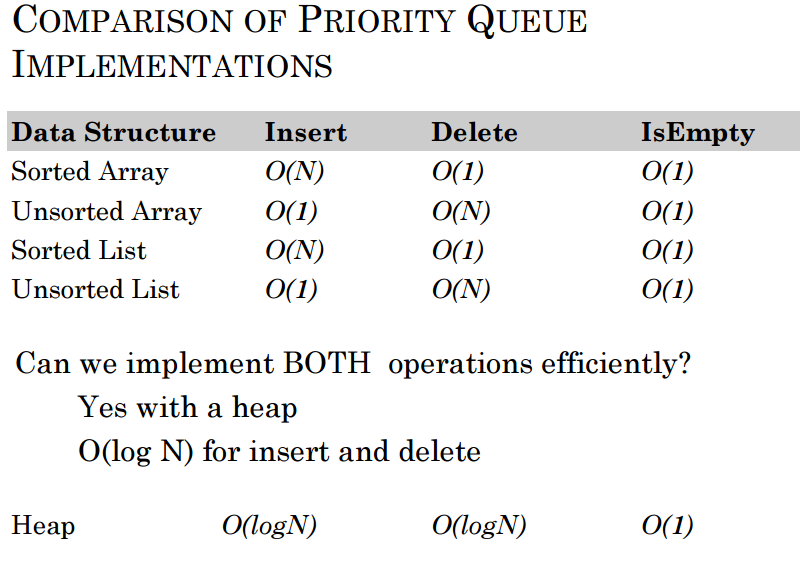 COMPARISON OF PRIORITY QUEUE
IMPLEMENTATIONS
Data Structure Insert Delete IsEmpty
Sorted Array O(N) O(1) O(1)
Unsorted Array O(1) O(N) O(1)
Sorted List O(N) O(1) O(1)
Unsorted List O(1) O(N) O(1)
Can we implement BOTH operations efficiently?
Yes with a heap
O(log N) for insert and delete
Heap O(logN) O(logN) O(1)